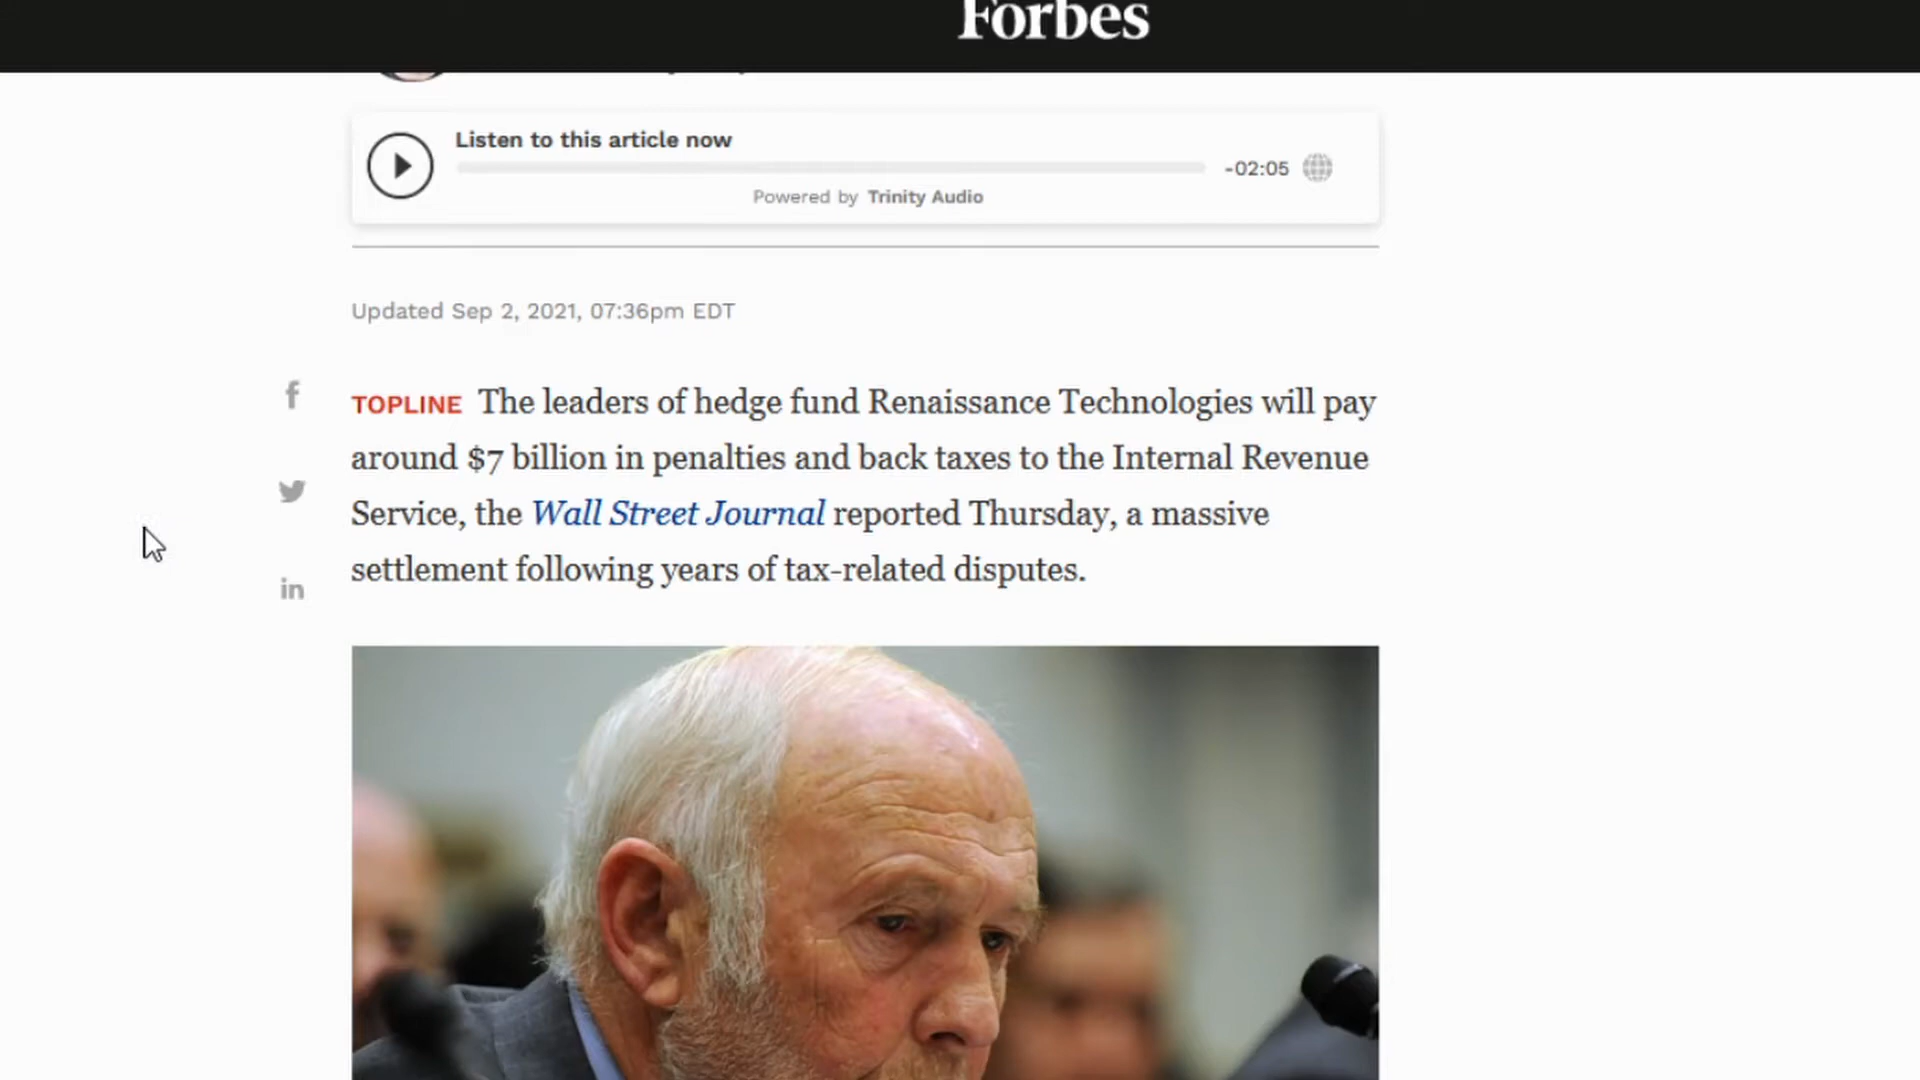 Forbes
Listen to this article now
-02:05
Powered by Trinity Audio
Updated Sep 2, 2021, 07:36pm EDT
TOPLINE The leaders of hedge fund Renaissance Technologies will pay
around $7 billion in penalties and back taxes to the Internal Revenue
Service, the Wall Street Journal reported Thursday, a massive
settlement following years of tax-related disputes.